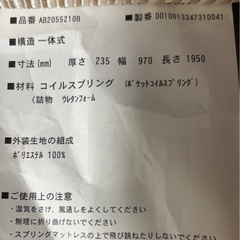 ■品番 AB2055210B ■製番 0010013347310041
■構造 一体式
■寸法(mm) 厚さ 235 幅 970 長さ 1950
■材料 コイルスプリング (ポケットコイルスプリング)
(詰物 ウレタンフォーム
■外装生地の組成
ポリエステル 100%
■ご使用上の注意
・湿気をさけ、風通しをよくしてください
・無理に折り曲げないでください
・スプリングマットレスの上で飛び跳ねたりしないでくだ